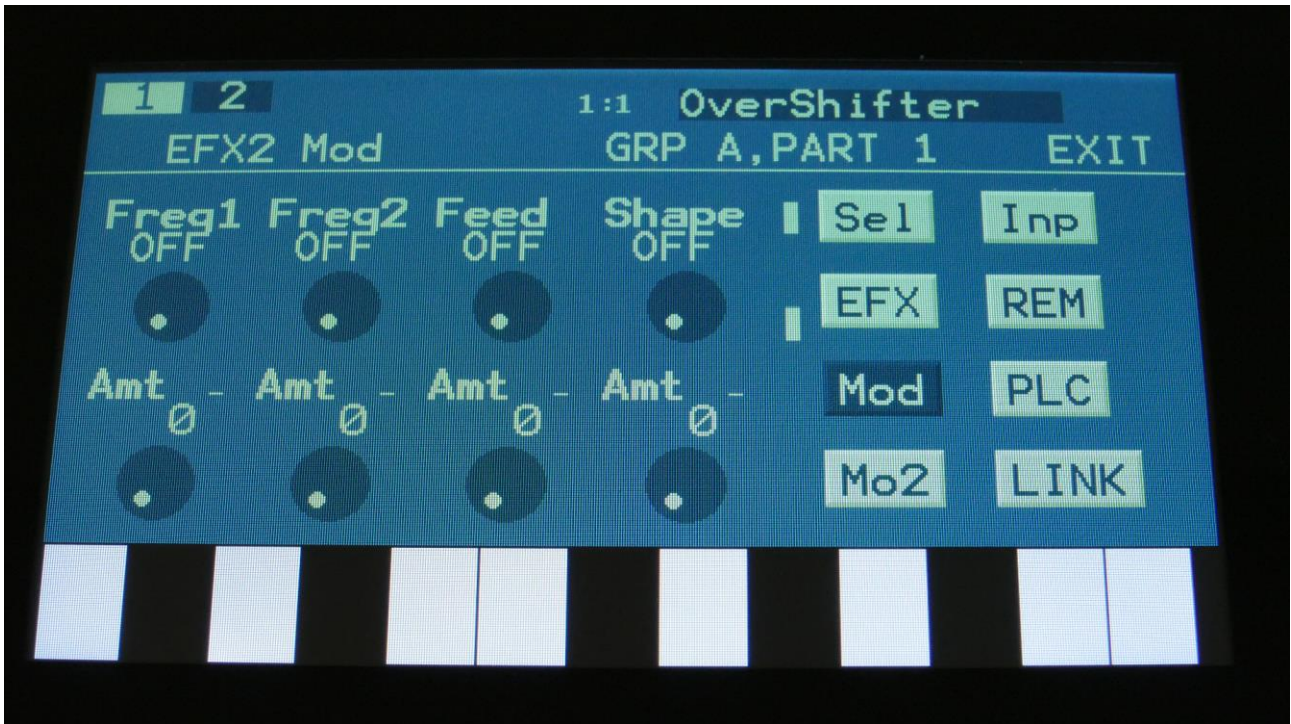 1 2 1:1 OverShifter
EFX2 Mod GRP A,PART 1 EXIT
Freq1 Freq2 Feed Shape Sel Inp
OFF OFF OFF OFF
EFX REM
Amt - Amt - Amt - Amt - Mod PLC
0 0 0 0
Mo2 LINK